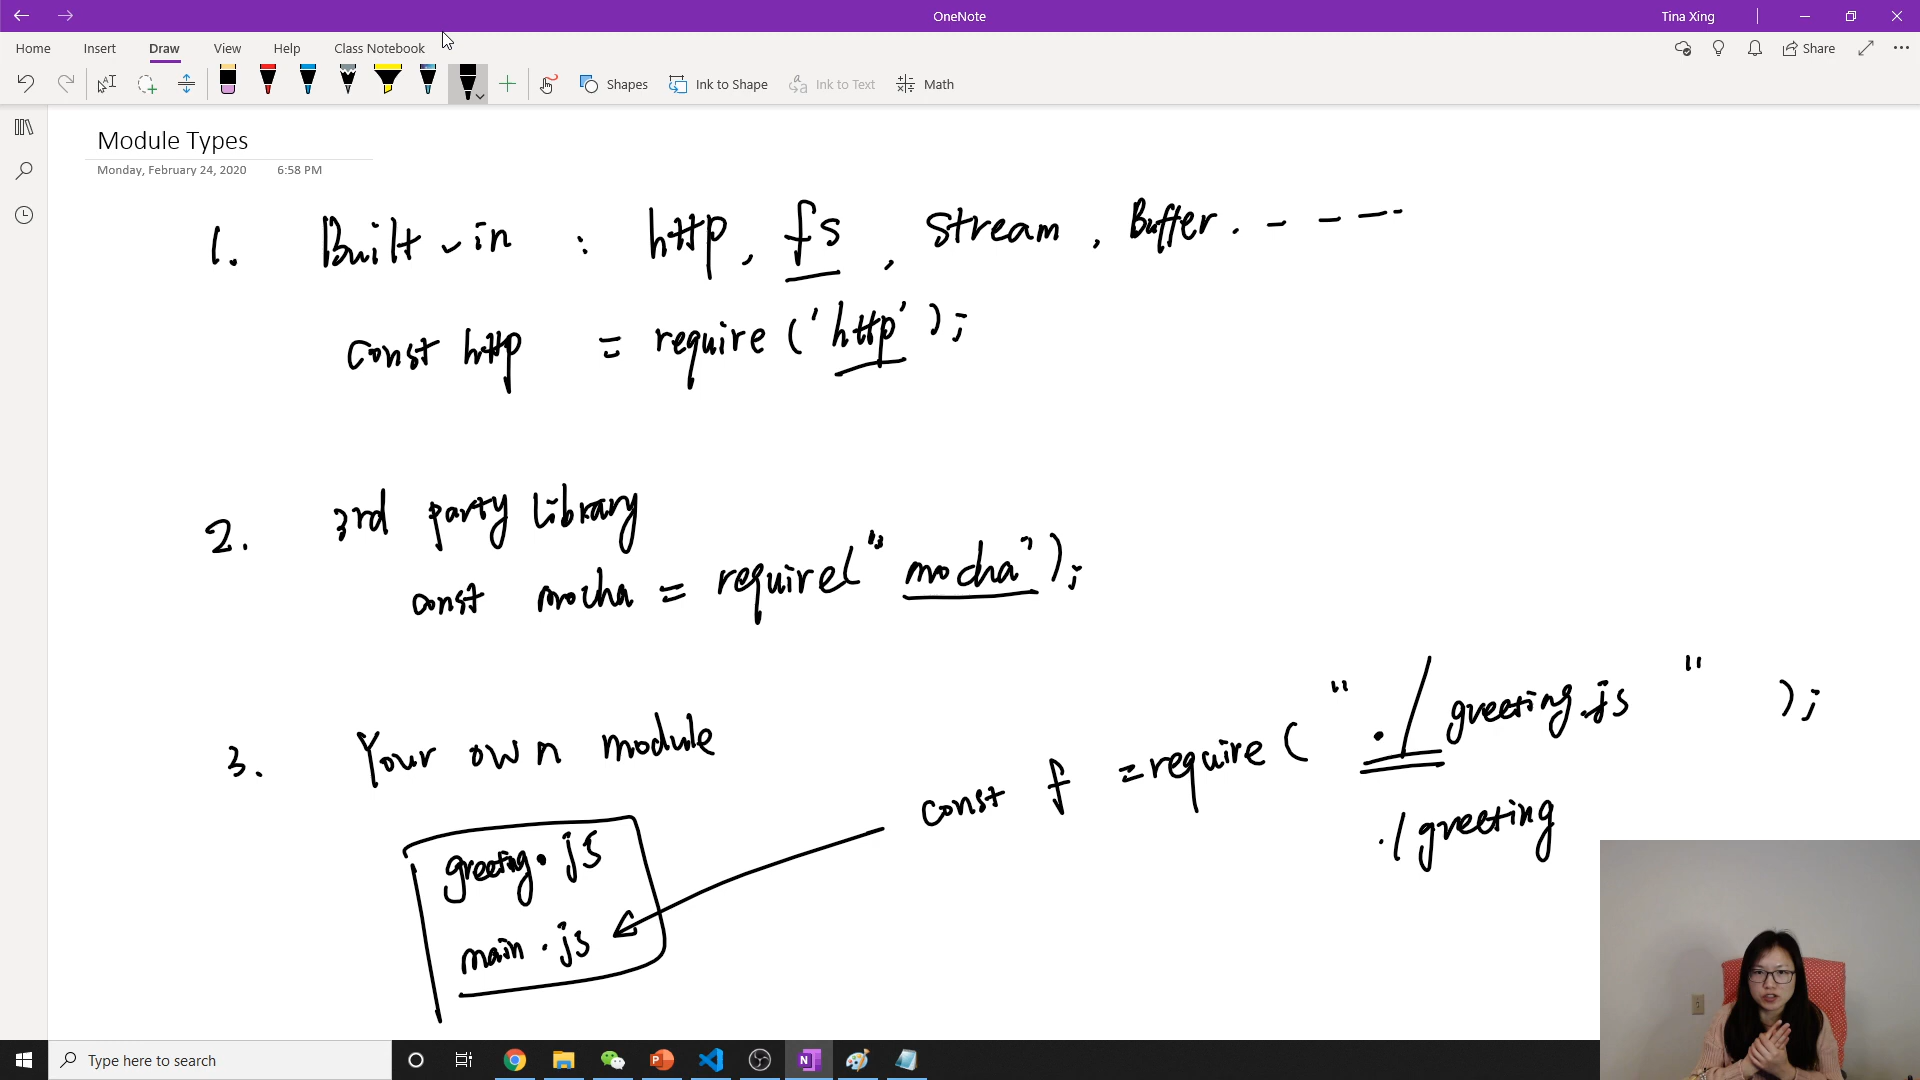 OneNote
Tina Xing
Home Insert Draw View Help Class Notebook
Share
Shapes Ink to Shape Ink to Text Math
Module Types
Monday, February 24, 2020 6:58 PM
1. Built-in : http, fs, stream, Buffer. - - - -
const http = require('http');
2. 3rd party library
const mocha = require("mocha");
3. Your own module
const f = require("./greeting.js");
./greeting
greeting.js
main.js
Type here to search